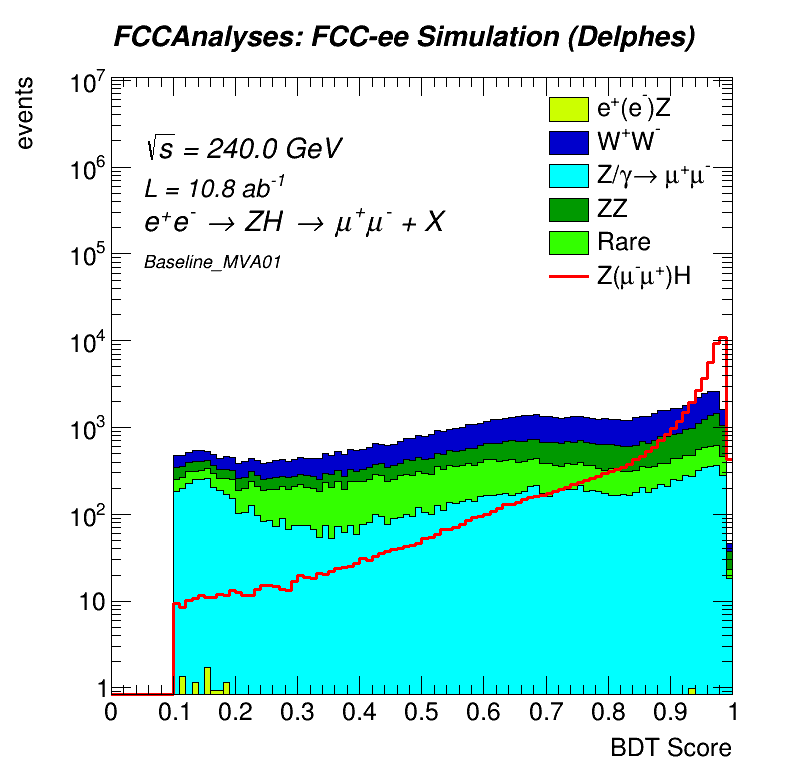 FCCAnalyses: FCC-ee Simulation (Delphes)
events
10⁷
10⁶
10⁵
10⁴
10³
10²
10
1
√s = 240.0 GeV
L = 10.8 ab⁻¹
e⁺e⁻ → ZH → μ⁺μ⁻ + X
Baseline_MVA01
e⁺(e⁻)Z
W⁺W⁻
Z/γ→ μ⁺μ⁻
ZZ
Rare
Z(μ⁻μ⁺)H
0 0.1 0.2 0.3 0.4 0.5 0.6 0.7 0.8 0.9 1
BDT Score